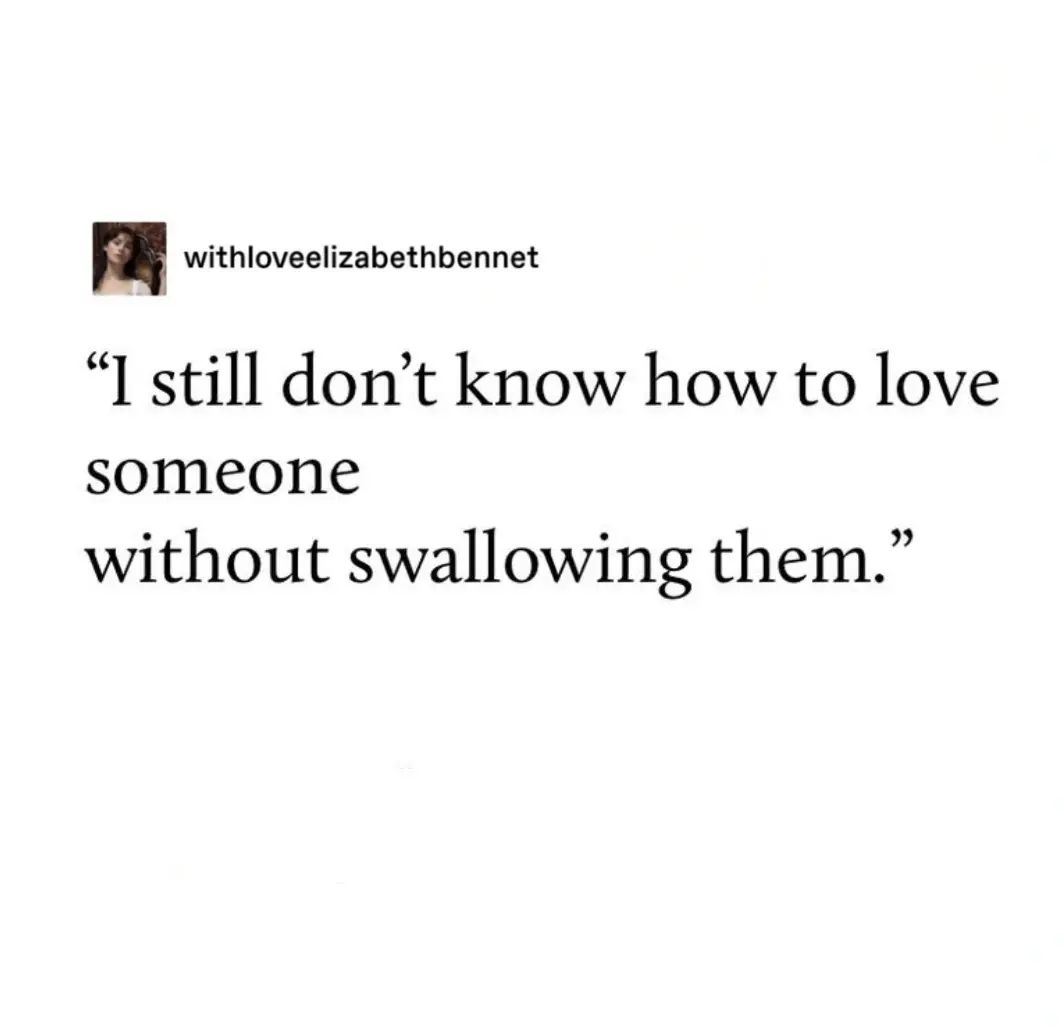 withloveelizabethbennet
“I still don’t know how to love
someone
without swallowing them.”